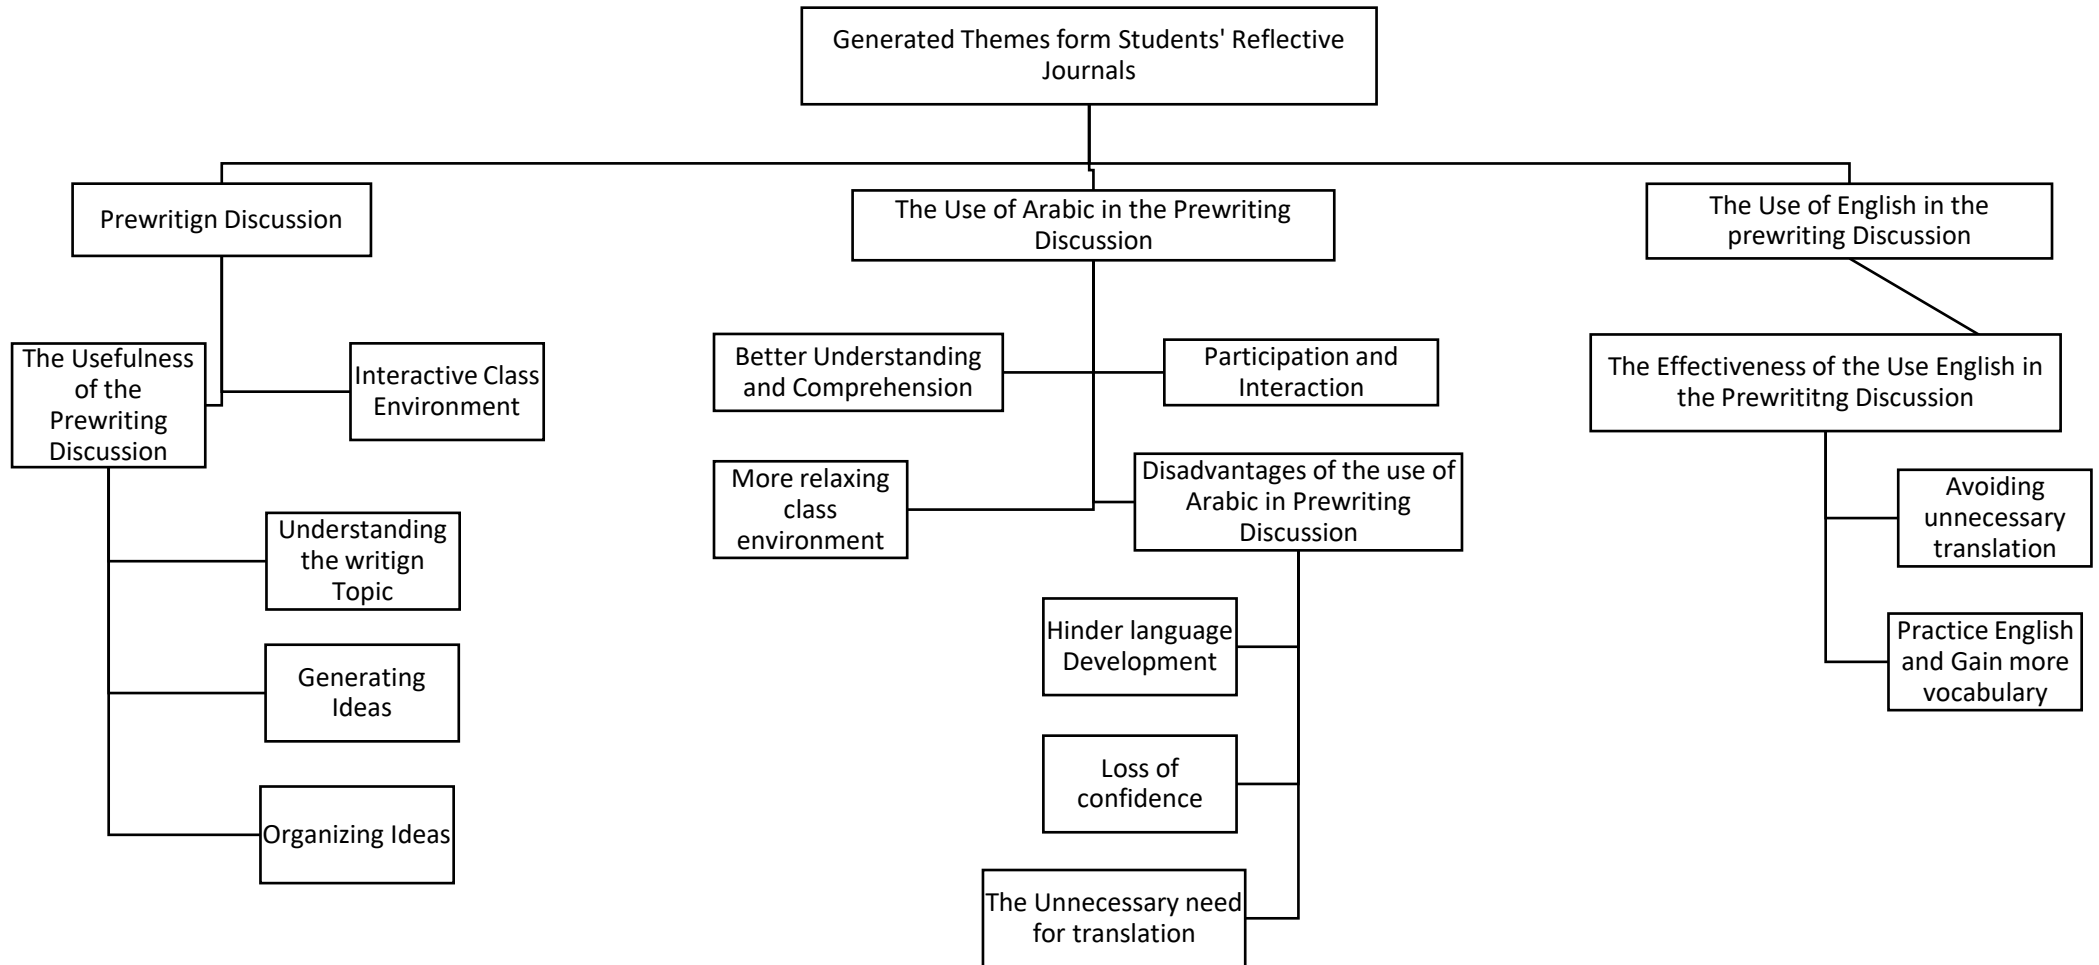 Generated Themes form Students' Reflective
Journals
Prewritign Discussion
The Use of Arabic in the Prewriting
Discussion
The Use of English in the
prewriting Discussion
The Usefulness
of the
Prewriting
Discussion
Interactive Class
Environment
Understanding
the writign
Topic
Generating
Ideas
Organizing Ideas
Better Understanding
and Comprehension
Participation and
Interaction
More relaxing
class
environment
Disadvantages of the use of
Arabic in Prewriting
Discussion
Hinder language
Development
Loss of
confidence
The Unnecessary need
for translation
The Effectiveness of the Use English in
the Prewrititng Discussion
Avoiding
unnecessary
translation
Practice English
and Gain more
vocabulary